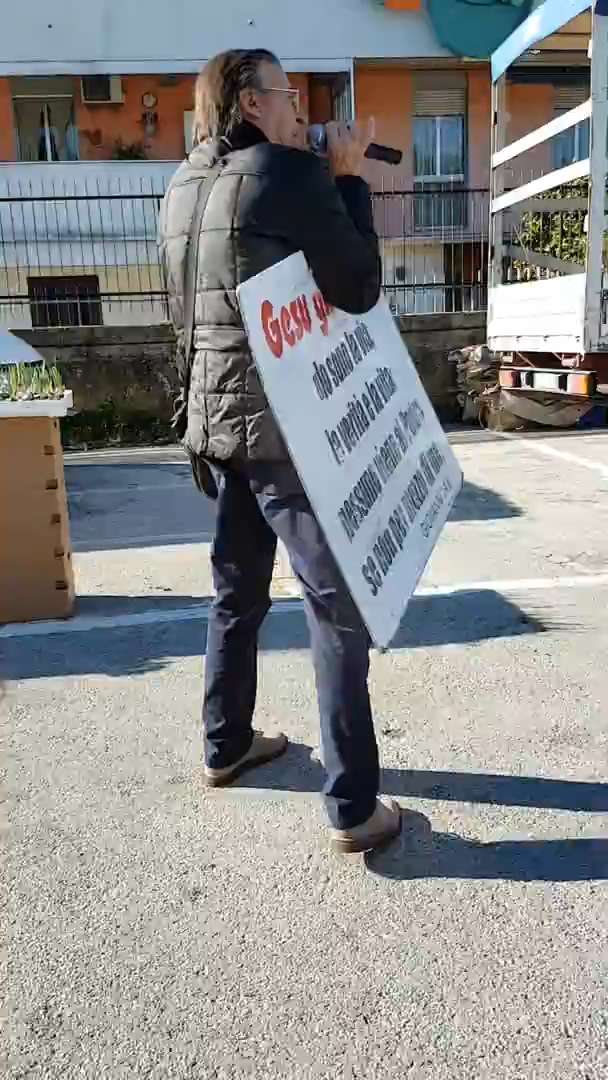 Gesù
Io sono la via
la verità e la vita
nessuno viene al Padre
se non per mezzo di me